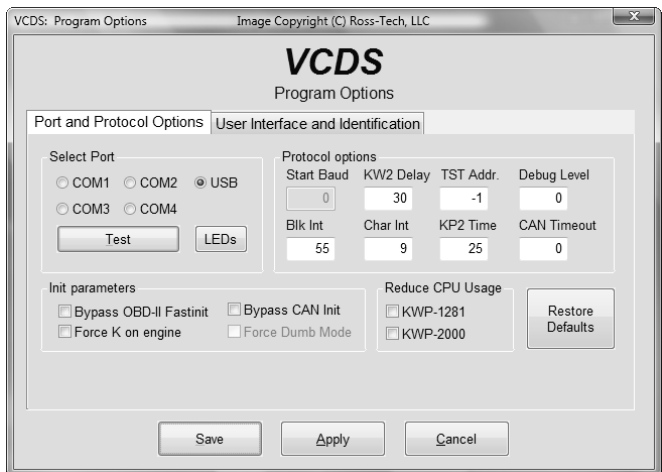 VCDS: Program Options Image Copyright (C) Ross-Tech, LLC x
VCDS
Program Options
Port and Protocol Options User Interface and Identification
Select Port
COM1 COM2 USB
COM3 COM4
Test LEDs
Protocol options
Start Baud KW2 Delay TST Addr. Debug Level
0 30 -1 0
Blk Int Char Int KP2 Time CAN Timeout
55 9 25 0
Init parameters
Bypass OBD-II Fastinit Bypass CAN Init
Force K on engine Force Dumb Mode
Reduce CPU Usage
KWP-1281
KWP-2000
Restore
Defaults
Save Apply Cancel